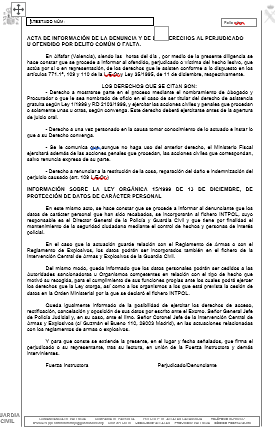 ATESTADO NÚM.:
Folio
ACTA DE INFORMACIÓN DE LA DENUNCIA Y DE DERECHOS AL PERJUDICADO
U OFENDIDO POR DELITO COMÚN O FALTA.
En Alfafar (Valencia), siendo las horas del día , por medio de la presente diligencia se
hace constar que se procede a informar al ofendido, perjudicado o víctima del hecho lesivo, que
actúa por sí o en representación, de los derechos que le asisten conforme a lo dispuesto en los
artículos 771.1ª, 109 y 110 de la L.E.Cr. y Ley 35/1995, de 11 de diciembre, respectivamente.
LOS DERECHOS QUE SE CITAN SON:
- Derecho a mostrarse parte en el proceso mediante el nombramiento de Abogado y
Procurador o que le sea nombrado de oficio en el caso de ser titular del derecho de asistencia
gratuita según Ley 1/1996 y RD 2103/1996, y ejercitar las acciones civiles y penales que procedan
o solamente unas u otras, según convenga. Este derecho deberá ejercitarse antes de la apertura
de juicio oral.
- Derecho a una vez personado en la causa tomar conocimiento de lo actuado e instar lo
que a su Derecho convenga.
- Se le comunica que, aunque no haga uso del anterior derecho, el Ministerio Fiscal
ejercitará además de las acciones penales que procedan, las acciones civiles que correspondan,
salvo renuncia expresa de su parte.
- Derecho a renunciar a la restitución de la cosa, reparación del daño e indemnización del
perjuicio causado (art. 109 L.E.Cr.)
INFORMACIÓN SOBRE LA LEY ORGÁNICA 15/1999 DE 13 DE DICIEMBRE, DE
PROTECCIÓN DE DATOS DE CARÁCTER PERSONAL
En este mismo acto, se hace constar que se procede a informar al denunciante que los
datos de carácter personal que han sido recabados, se incorporarán al fichero INTPOL, cuyo
responsable es el Director General de la Policía y Guardia Civil y que tiene por finalidad el
mantenimiento de la seguridad ciudadana mediante el control de hechos y personas de interés
policial.
En el caso que la actuación guarde relación con el Reglamento de Armas o con el
Reglamento de Explosivos, los datos podrán ser incorporados también en el fichero de la
Intervención Central de Armas y Explosivos de la Guardia Civil.
Del mismo modo, queda informado que los datos personales podrán ser cedidos a las
Autoridades sancionadoras u Organismos competentes en relación con el tipo de hecho que
motivó su recogida, para el cumplimiento de sus funciones propias ante los cuales podrá ejercer
los derechos que la Ley otorga, así como a los organismos a los que está prevista la cesión de
datos en la Orden Ministerial por la que se declaró el fichero INTPOL.
Queda igualmente informado de la posibilidad de ejercitar los derechos de acceso,
rectificación, cancelación y oposición de sus datos por escrito ante el Excmo. Señor General Jefe
de Policía Judicial y, en su caso, ante el Ilmo. Señor Coronel Jefe de la Intervención Central de
Armas y Explosivos (c/ Guzmán el Bueno 110, 28003 Madrid), en las actuaciones relacionadas
con los reglamentos de armas o explosivos.
Y para que conste se extiende la presente, en el lugar y fecha señalados, que firma el
perjudicado o su representante, tras su lectura, en unión de la Fuerza Instructora y demás
intervinientes.
Fuerza Instructora Perjudicado/Denunciante
GUARDIA
CIVIL